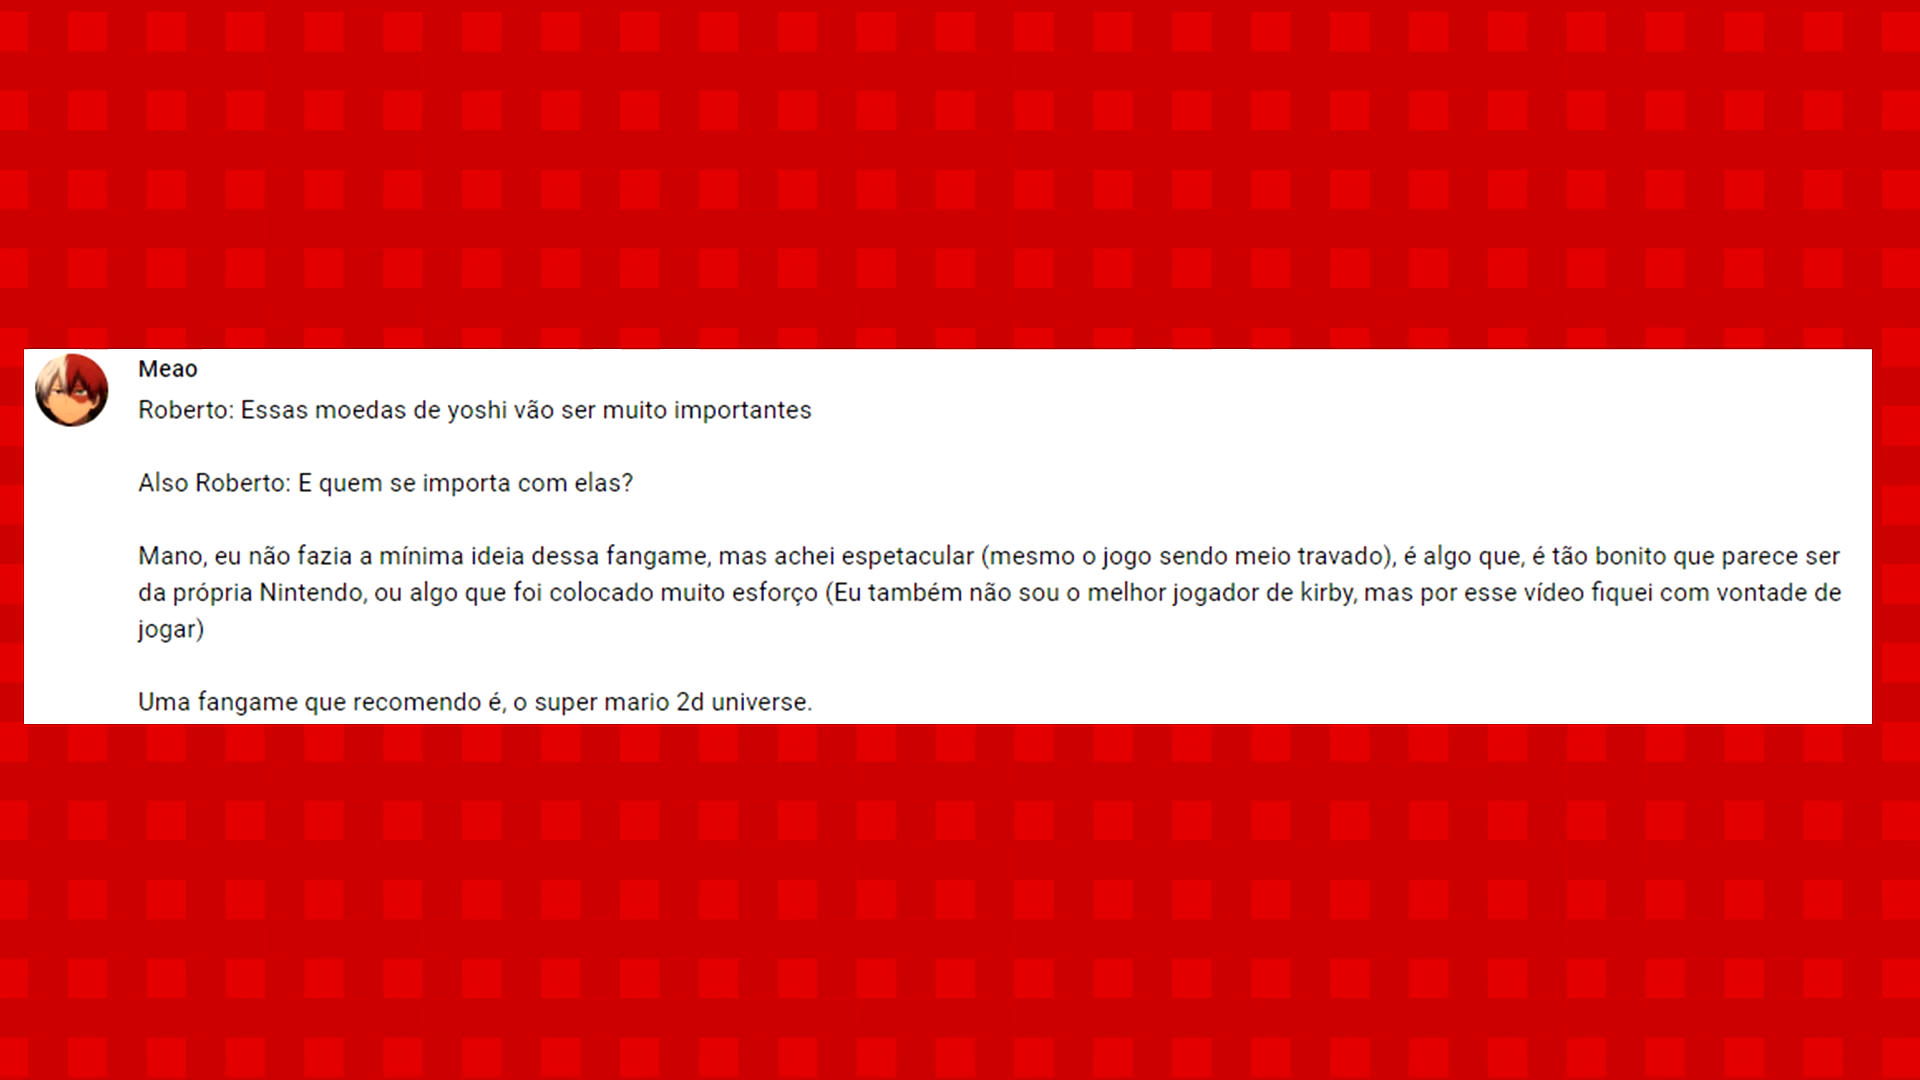 Meao
Roberto: Essas moedas de yoshi vão ser muito importantes
Also Roberto: E quem se importa com elas?
Mano, eu não fazia a mínima ideia dessa fangame, mas achei espetacular (mesmo o jogo sendo meio travado), é algo que, é tão bonito que parece ser
da própria Nintendo, ou algo que foi colocado muito esforço (Eu também não sou o melhor jogador de kirby, mas por esse vídeo fiquei com vontade de
jogar)
Uma fangame que recomendo é, o super mario 2d universe.